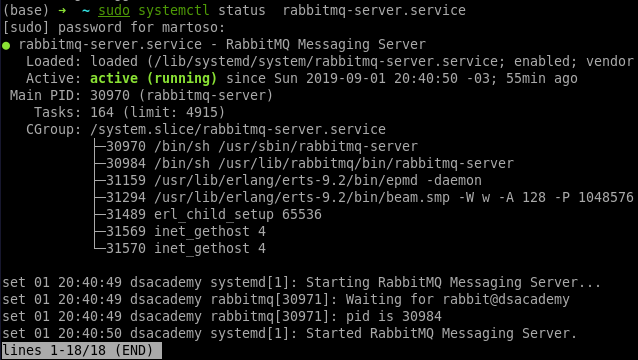 (base) → ~ sudo systemctl status  rabbitmq-server.service
[sudo] password for martoso:
● rabbitmq-server.service - RabbitMQ Messaging Server
   Loaded: loaded (/lib/systemd/system/rabbitmq-server.service; enabled; vendor
   Active: active (running) since Sun 2019-09-01 20:40:50 -03; 55min ago
 Main PID: 30970 (rabbitmq-server)
    Tasks: 164 (limit: 4915)
   CGroup: /system.slice/rabbitmq-server.service
           ├─30970 /bin/sh /usr/sbin/rabbitmq-server
           ├─30984 /bin/sh /usr/lib/rabbitmq/bin/rabbitmq-server
           ├─31159 /usr/lib/erlang/erts-9.2/bin/epmd -daemon
           ├─31294 /usr/lib/erlang/erts-9.2/bin/beam.smp -W w -A 128 -P 1048576
           ├─31489 erl_child_setup 65536
           ├─31569 inet_gethost 4
           └─31570 inet_gethost 4

set 01 20:40:49 dsacademy systemd[1]: Starting RabbitMQ Messaging Server...
set 01 20:40:49 dsacademy rabbitmq[30971]: Waiting for rabbit@dsacademy
set 01 20:40:49 dsacademy rabbitmq[30971]: pid is 30984
set 01 20:40:50 dsacademy systemd[1]: Started RabbitMQ Messaging Server.
lines 1-18/18 (END)